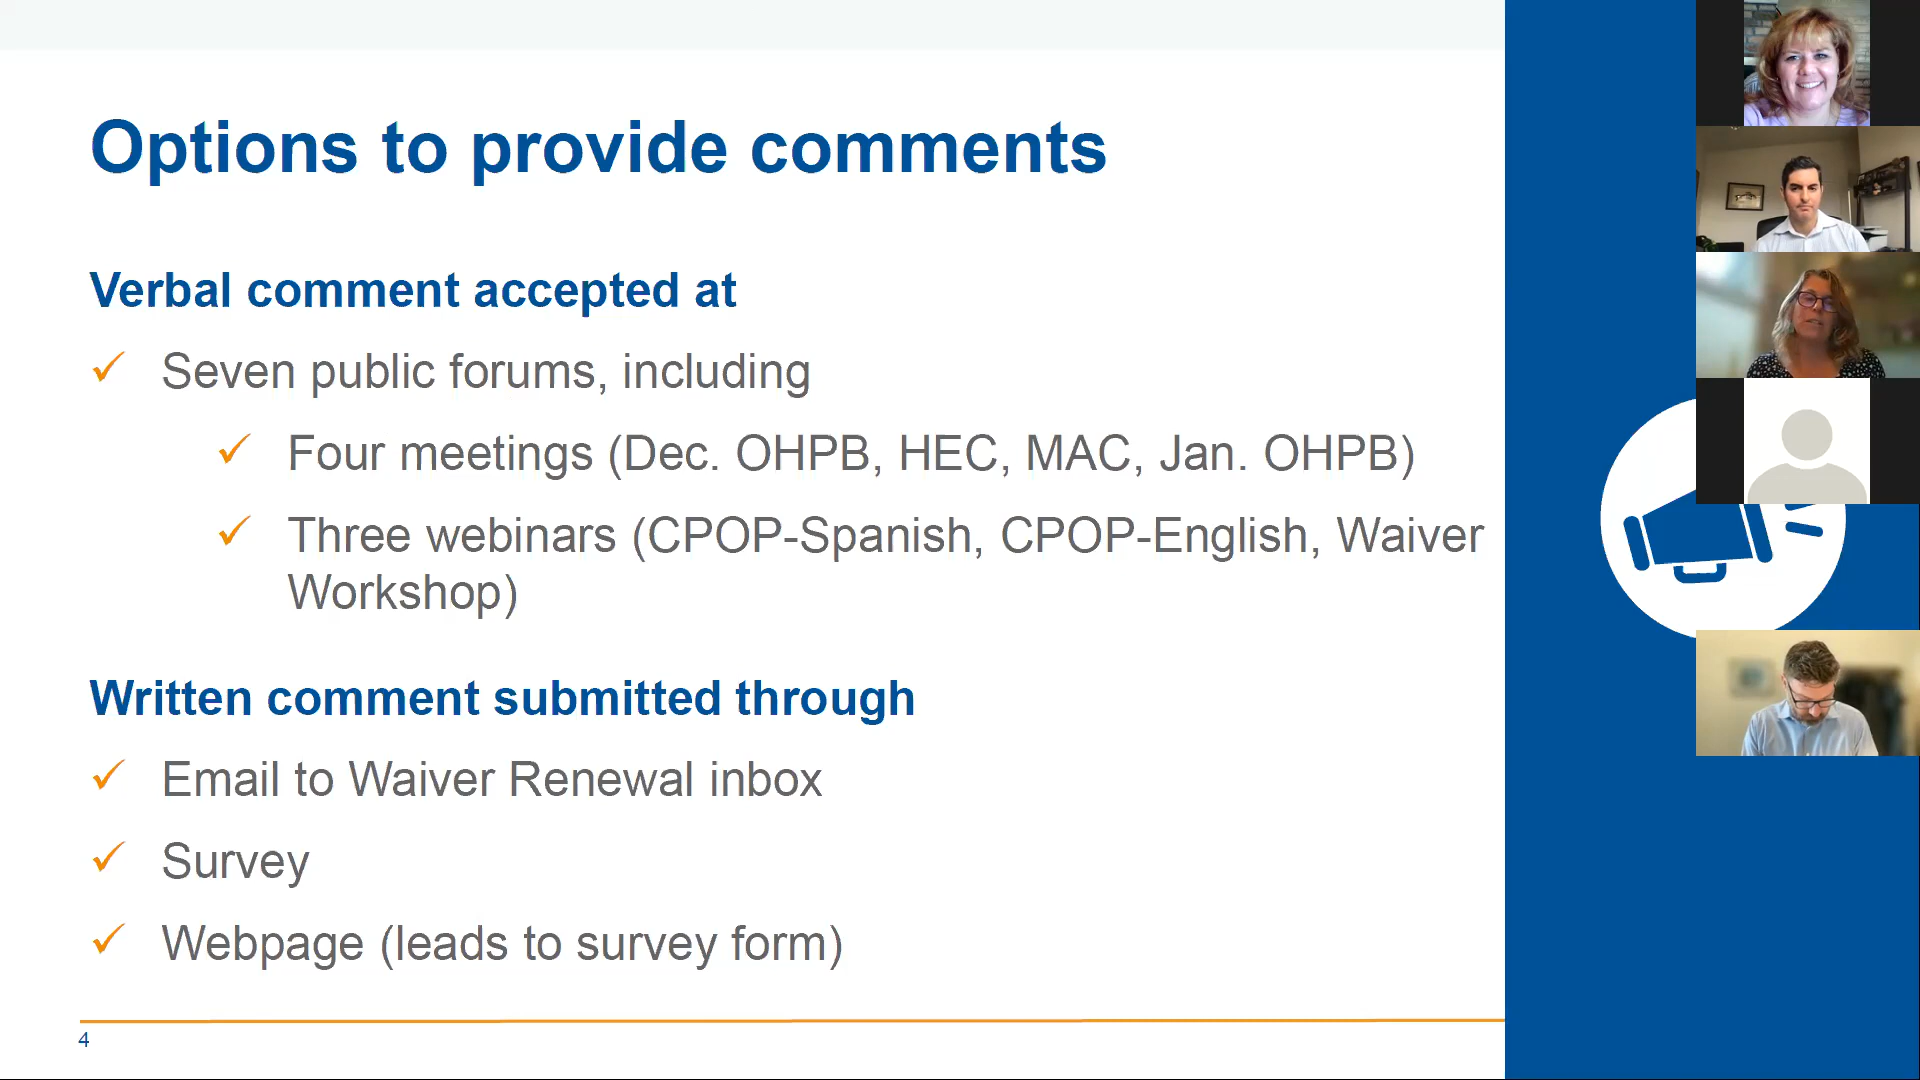 Options to provide comments
Verbal comment accepted at
Seven public forums, including
Four meetings (Dec. OHPB, HEC, MAC, Jan. OHPB)
Three webinars (CPOP-Spanish, CPOP-English, Waiver
Workshop)
Written comment submitted through
Email to Waiver Renewal inbox
Survey
Webpage (leads to survey form)
4